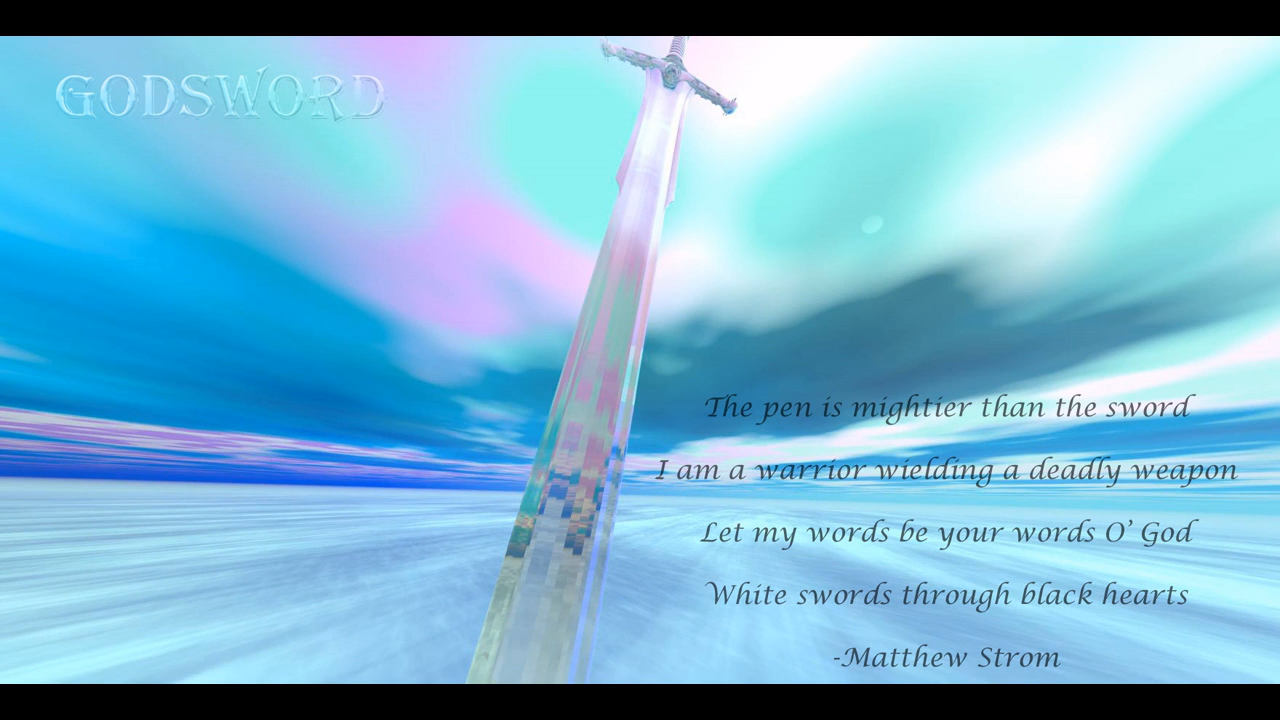 GODSWORD
The pen is mightier than the sword
I am a warrior wielding a deadly weapon
Let my words be your words O' God
White swords through black hearts
-Matthew Strom